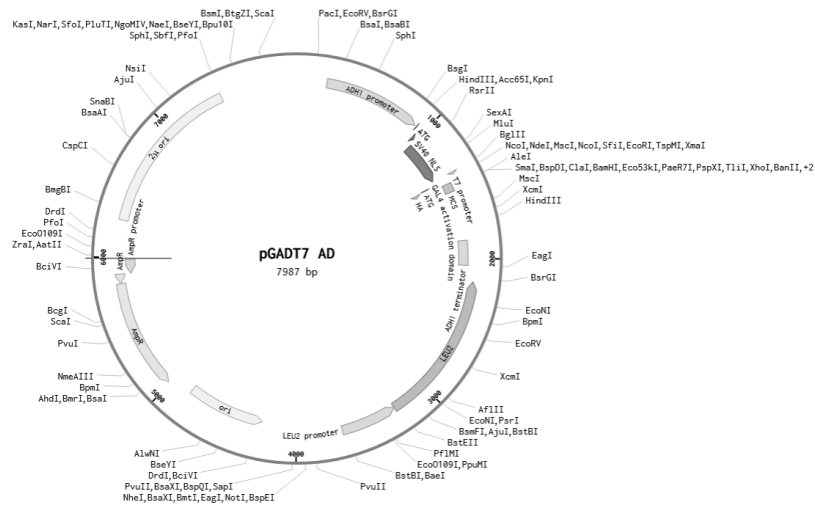 BsmI,BtgZI,ScaI
KasI,NarI,SfoI,PluTI,NgoMIV,NaeI,BseYI,Bpu10I
SphI,SbfI,PfoI
PacI,EcoRV,BsrGI
BsaI,BsaBI
SphI
NsiI
AjuI
SnaBI
BsaAI
CspCI
BmgBI
DrdI
PfoI
EcoO109I
ZraI,AatII
BciVI
BcgI
ScaI
PvuI
NmeAIII
BpmI
AhdI,BmrI,BsaI
AlwNI
BseYI
DrdI,BciVI
PvuII,BsaXI,BspQI,SapI
NheI,BsaXI,BmtI,EagI,NotI,BspEI
BsgI
HindIII,Acc65I,KpnI
RsrII
SexAI
MluI
BglII
NcoI,NdeI,MscI,NcoI,SfiI,EcoRI,TspMI,XmaI
AleI
SmaI,BspDI,ClaI,BamHI,Eco53kI,PaeR7I,PspXI,TliI,XhoI,BanII,+2
MscI
XcmI
HindIII
EagI
BsrGI
EcoNI
BpmI
EcoRV
XcmI
AflII
EcoNI,PsrI
BsmFI,AjuI,BstBI
BstEII
PflMI
EcoO109I,PpuMI
BstBI,BaeI
PvuII
1000
2000
3000
4000
5000
6000
7000
ADH1 promoter
ATG
SV40 NLS
T7 promoter
MCS
GAL4 activation domain
ATG
HA
ADH1 terminator
LEU2
LEU2 promoter
ori
AmpR
AmpR
AmpR promoter
2μ ori
pGADT7 AD
7987 bp